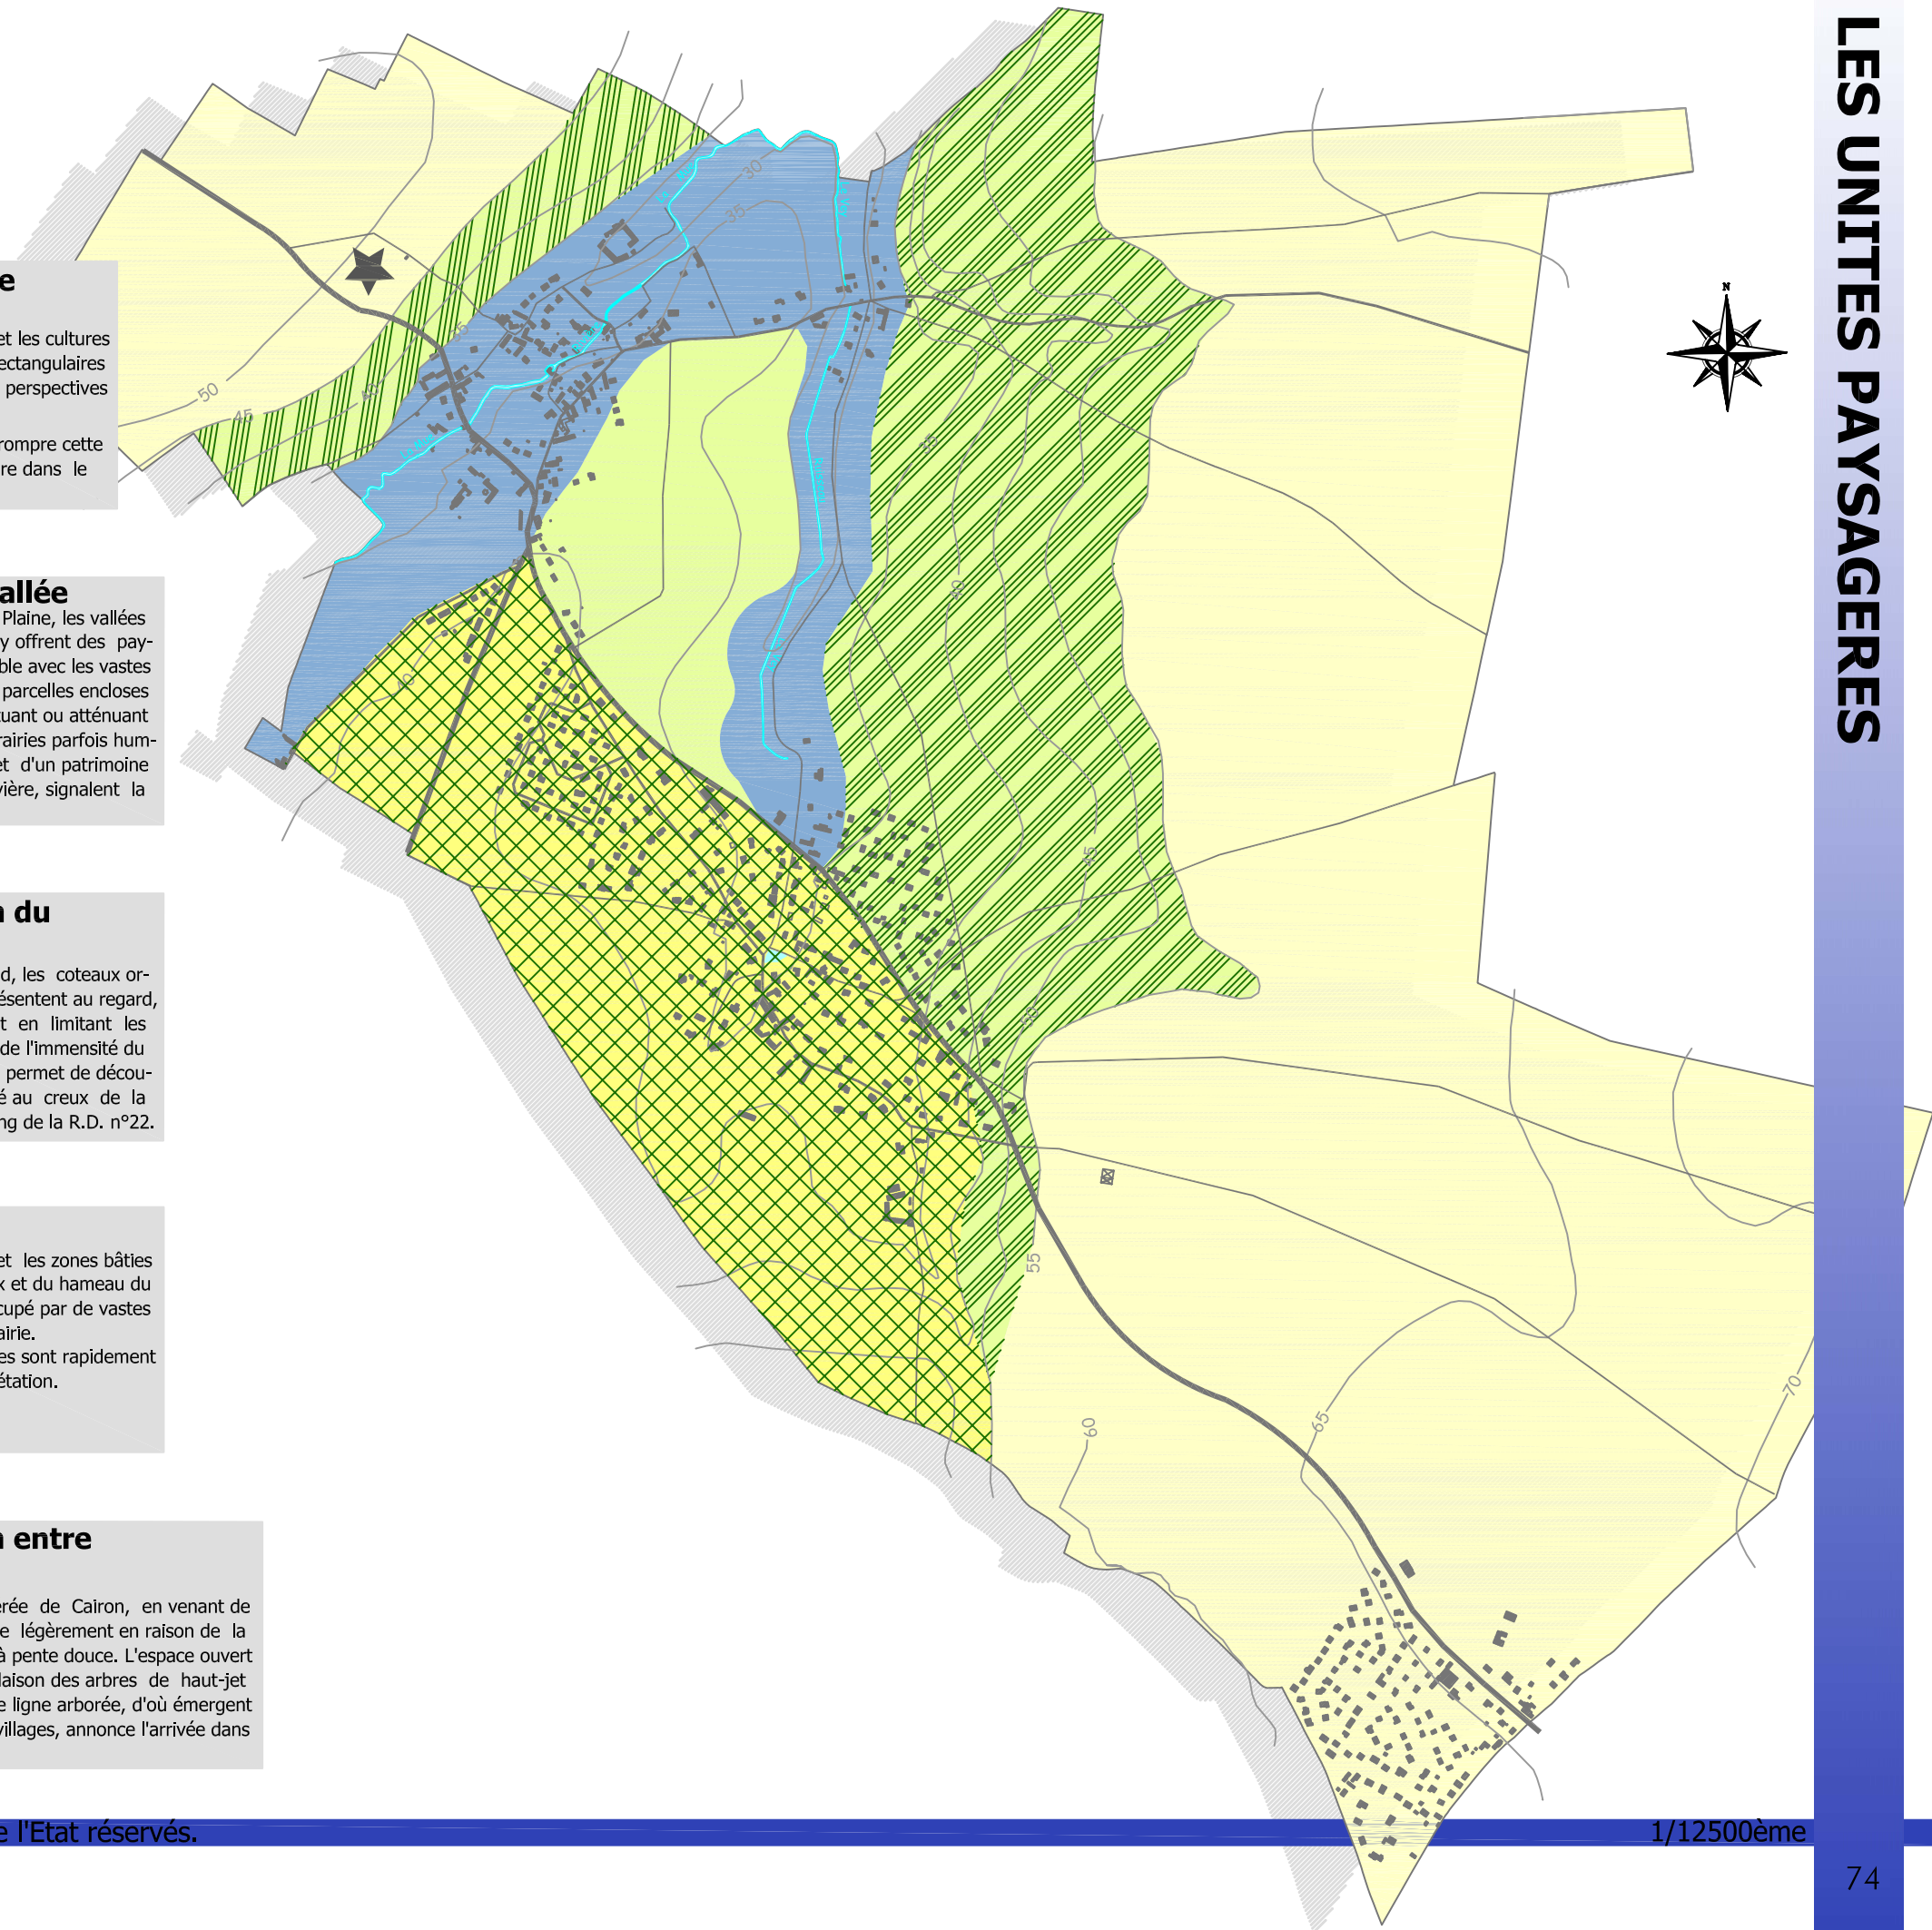 LES UNITES PAYSAGERES
N
e
et les cultures
ectangulaires
perspectives
rompre cette
re dans le
allée
Plaine, les vallées
y offrent des pay-
ble avec les vastes
parcelles encloses
tuant ou atténuant
rairies parfois hum-
et d'un patrimoine
vière, signalent la
n du
d, les coteaux or-
ésentent au regard,
t en limitant les
de l'immensité du
permet de décou-
é au creux de la
ng de la R.D. n°22.
et les zones bâties
x et du hameau du
cupé par de vastes
airie.
es sont rapidement
étation.
n entre
erée de Cairon, en venant de
e légèrement en raison de la
à pente douce. L'espace ouvert
laison des arbres de haut-jet
e ligne arborée, d'où émergent
villages, annonce l'arrivée dans
e l'Etat réservés.
1/12500ème
74
30
35
50
45
40
40
40
45
50
55
60
65
70